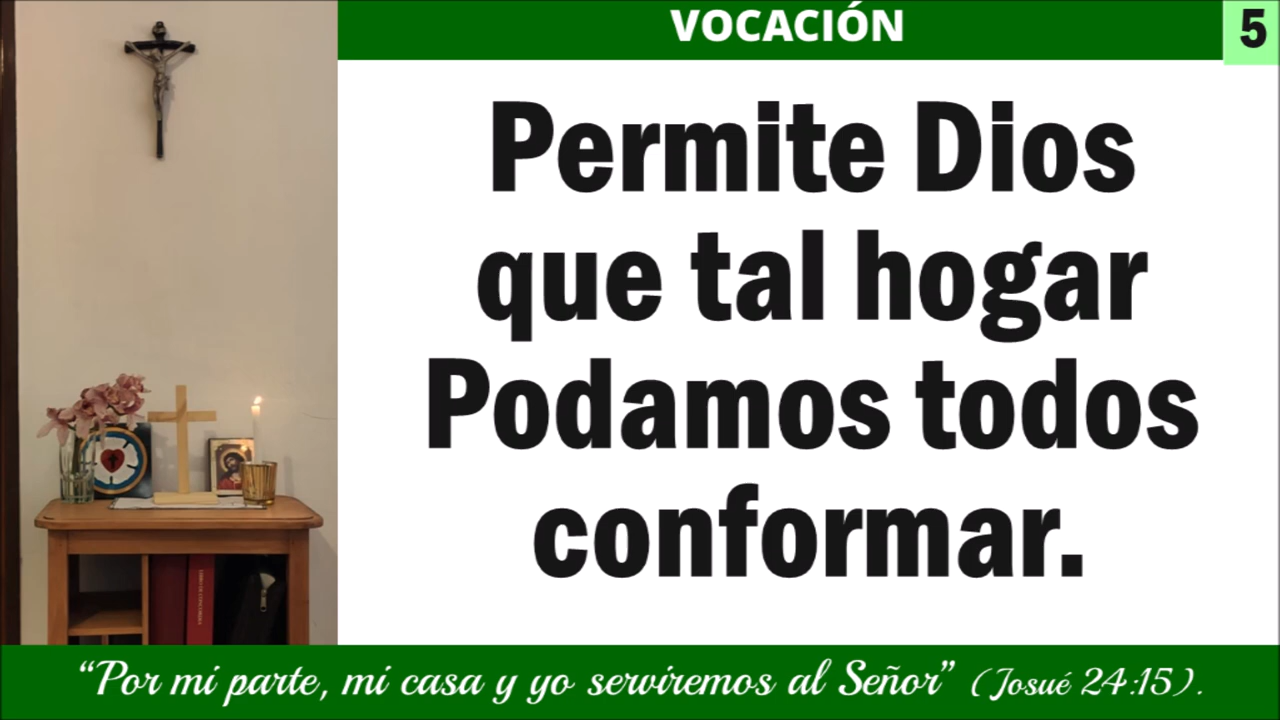 VOCACIÓN
5
Permite Dios
que tal hogar
Podamos todos
conformar.
“Por mi parte, mi casa y yo serviremos al Señor” (Josué 24:15).